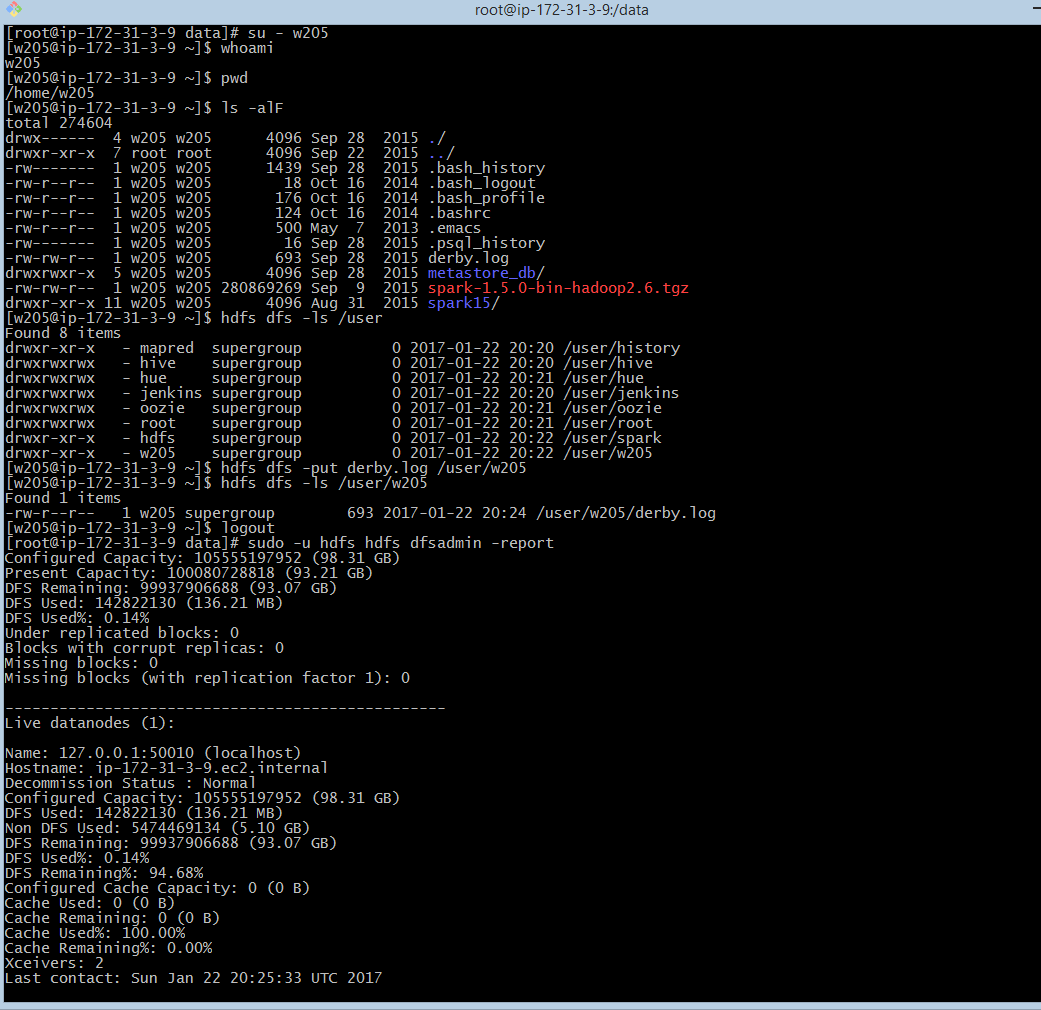 root@ip-172-31-3-9:/data
[root@ip-172-31-3-9 data]# su - w205
[w205@ip-172-31-3-9 ~]$ whoami
w205
[w205@ip-172-31-3-9 ~]$ pwd
/home/w205
[w205@ip-172-31-3-9 ~]$ ls -alF
total 274604
drwx------  4 w205 w205      4096 Sep 28  2015 ./
drwxr-xr-x  7 root root      4096 Sep 22  2015 ../
-rw-------  1 w205 w205      1439 Sep 28  2015 .bash_history
-rw-r--r--  1 w205 w205        18 Oct 16  2014 .bash_logout
-rw-r--r--  1 w205 w205       176 Oct 16  2014 .bash_profile
-rw-r--r--  1 w205 w205       124 Oct 16  2014 .bashrc
-rw-r--r--  1 w205 w205       500 May  7  2013 .emacs
-rw-------  1 w205 w205        16 Sep 28  2015 .psql_history
-rw-rw-r--  1 w205 w205       693 Sep 28  2015 derby.log
drwxrwxr-x  5 w205 w205      4096 Sep 28  2015 metastore_db/
-rw-rw-r--  1 w205 w205 280869269 Sep  9  2015 spark-1.5.0-bin-hadoop2.6.tgz
drwxr-xr-x 11 w205 w205      4096 Aug 31  2015 spark15/
[w205@ip-172-31-3-9 ~]$ hdfs dfs -ls /user
Found 8 items
drwxr-xr-x   - mapred  supergroup          0 2017-01-22 20:20 /user/history
drwxrwxrwx   - hive    supergroup          0 2017-01-22 20:20 /user/hive
drwxrwxrwx   - hue     supergroup          0 2017-01-22 20:21 /user/hue
drwxrwxrwx   - jenkins supergroup          0 2017-01-22 20:20 /user/jenkins
drwxrwxrwx   - oozie   supergroup          0 2017-01-22 20:21 /user/oozie
drwxrwxrwx   - root    supergroup          0 2017-01-22 20:21 /user/root
drwxr-xr-x   - hdfs    supergroup          0 2017-01-22 20:22 /user/spark
drwxr-xr-x   - w205    supergroup          0 2017-01-22 20:22 /user/w205
[w205@ip-172-31-3-9 ~]$ hdfs dfs -put derby.log /user/w205
[w205@ip-172-31-3-9 ~]$ hdfs dfs -ls /user/w205
Found 1 items
-rw-r--r--   1 w205 supergroup        693 2017-01-22 20:24 /user/w205/derby.log
[w205@ip-172-31-3-9 ~]$ logout
[root@ip-172-31-3-9 data]# sudo -u hdfs hdfs dfsadmin -report
Configured Capacity: 105555197952 (98.31 GB)
Present Capacity: 100080728818 (93.21 GB)
DFS Remaining: 99937906688 (93.07 GB)
DFS Used: 142822130 (136.21 MB)
DFS Used%: 0.14%
Under replicated blocks: 0
Blocks with corrupt replicas: 0
Missing blocks: 0
Missing blocks (with replication factor 1): 0
-------------------------------------------------
Live datanodes (1):
Name: 127.0.0.1:50010 (localhost)
Hostname: ip-172-31-3-9.ec2.internal
Decommission Status : Normal
Configured Capacity: 105555197952 (98.31 GB)
DFS Used: 142822130 (136.21 MB)
Non DFS Used: 5474469134 (5.10 GB)
DFS Remaining: 99937906688 (93.07 GB)
DFS Used%: 0.14%
DFS Remaining%: 94.68%
Configured Cache Capacity: 0 (0 B)
Cache Used: 0 (0 B)
Cache Remaining: 0 (0 B)
Cache Used%: 100.00%
Cache Remaining%: 0.00%
Xceivers: 2
Last contact: Sun Jan 22 20:25:33 UTC 2017